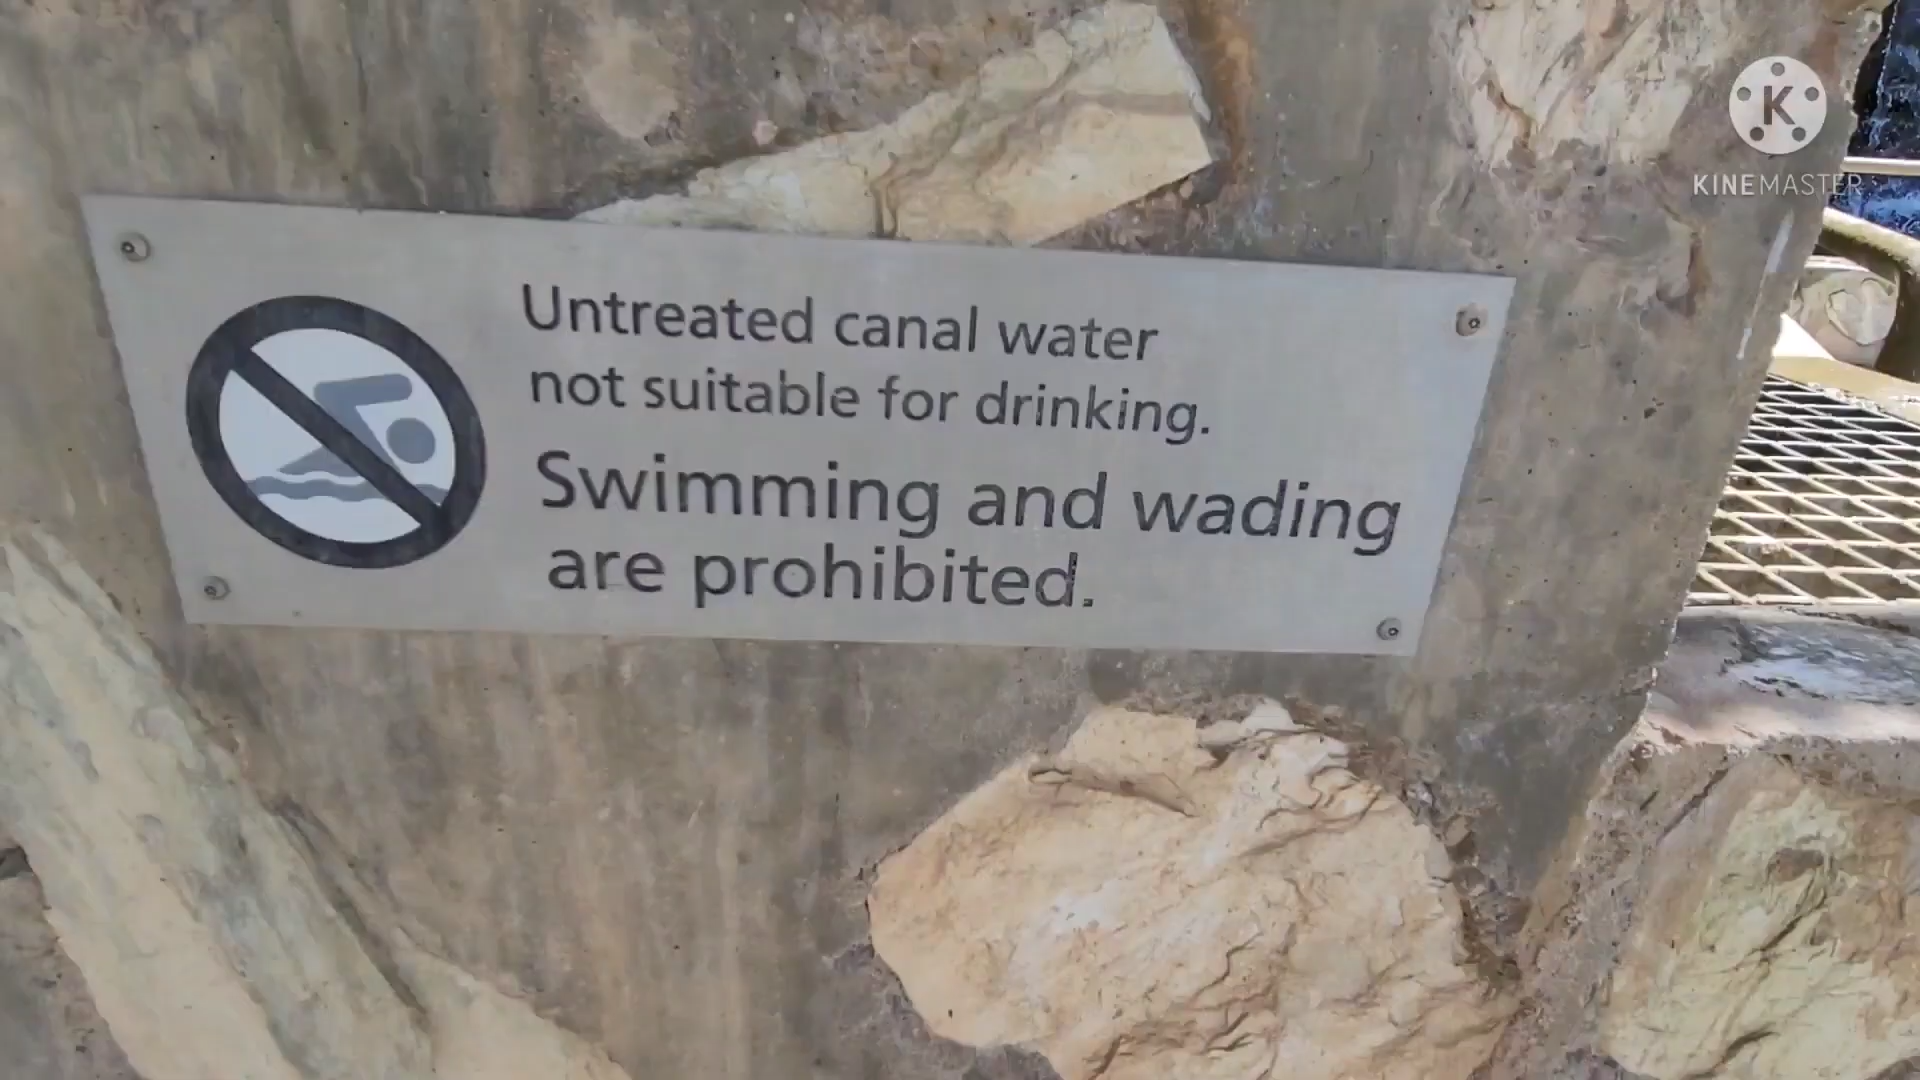 K
KINEMASTER
Untreated canal water
not suitable for drinking.
Swimming and wading
are prohibited.